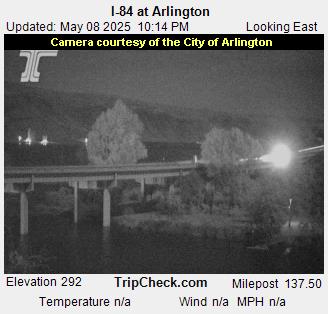 I-84 at Arlington
Updated: May 08 2025 10:14 PM Looking East
Camera courtesy of the City of Arlington
Elevation 292 TripCheck.com Milepost 137.50
Temperature n/a Wind n/a MPH n/a